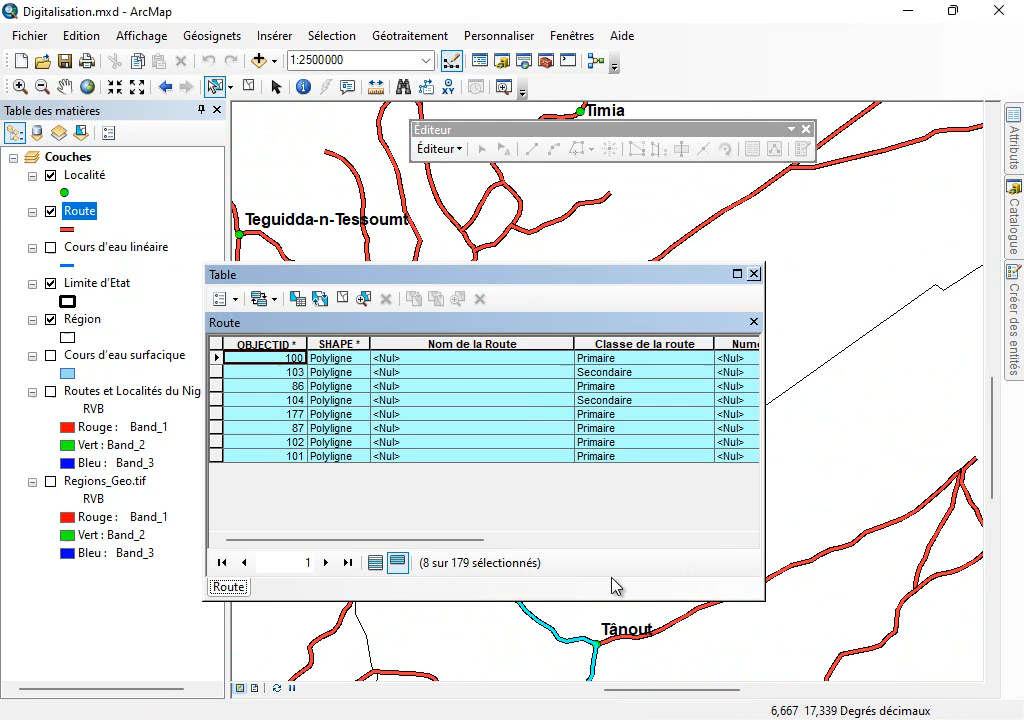 Digitalisation.mxd - ArcMap
Fichier Edition Affichage Géosignets Insérer Sélection Géotraitement Personnaliser Fenêtres Aide
1:2500000
Table des matières
Couches
Localité
Route
Cours d'eau linéaire
Limite d'Etat
Région
Cours d'eau surfacique
Routes et Localités du Nig
RVB
Rouge : Band_1
Vert : Band_2
Bleu : Band_3
Regions_Geo.tif
RVB
Rouge : Band_1
Vert : Band_2
Bleu : Band_3
Timia
Editeur
Editeur
Teguidda-n-Tessoumt
Table
Route
OBJECTID * SHAPE * Nom de la Route Classe de la route Nume
100 Polyligne <Nul> Primaire <Nul>
103 Polyligne <Nul> Secondaire <Nul>
86 Polyligne <Nul> Primaire <Nul>
104 Polyligne <Nul> Secondaire <Nul>
177 Polyligne <Nul> Primaire <Nul>
87 Polyligne <Nul> Primaire <Nul>
102 Polyligne <Nul> Primaire <Nul>
101 Polyligne <Nul> Primaire <Nul>
1 (8 sur 179 sélectionnés)
Route
Tânout
Attributs
Catalogue
Créer des entités
6,667 17,339 Degrés décimaux